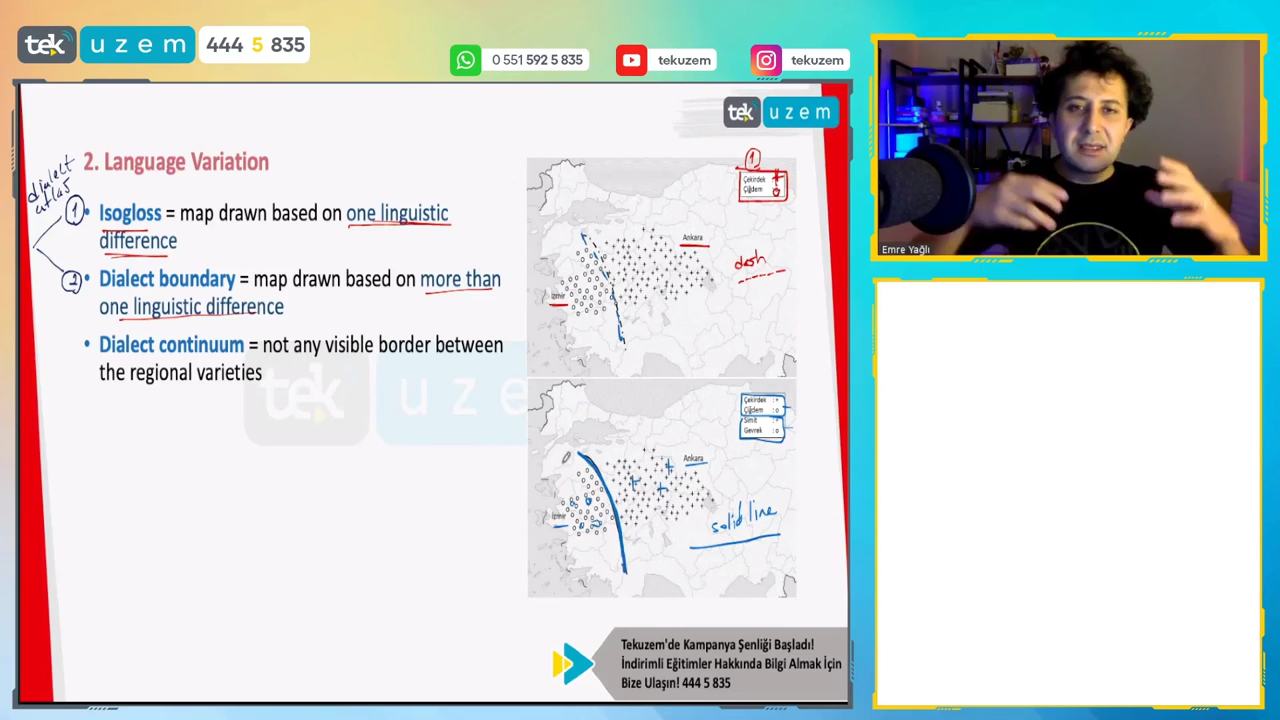 tek uzem 444 5 835
0 551 592 5 835
tekuzem
tekuzem
tek uzem
2. Language Variation
dialect
atlas
1
• Isogloss = map drawn based on one linguistic
difference
2
• Dialect boundary = map drawn based on more than
one linguistic difference
• Dialect continuum = not any visible border between
the regional varieties
tek uzem
1
Çekirdek +
Çiğdem o
Ankara
dash
İzmir
Çekirdek : +
Çiğdem : o
Simit : +
Gevrek : o
Ankara
İzmir
solid line
Emre Yağlı
Tekuzem'de Kampanya Şenliği Başladı!
İndirimli Eğitimler Hakkında Bilgi Almak İçin
Bize Ulaşın! 444 5 835